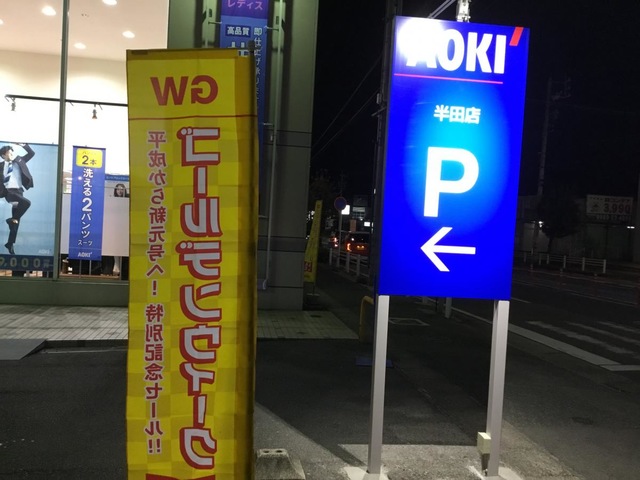 レディス
高品質
GW
ゴールデンウィーク
平成から新元号へ！特別記念セール!!
AOKI
半田店
P
←
2本
洗える2パンツ
スーツ
AOKI